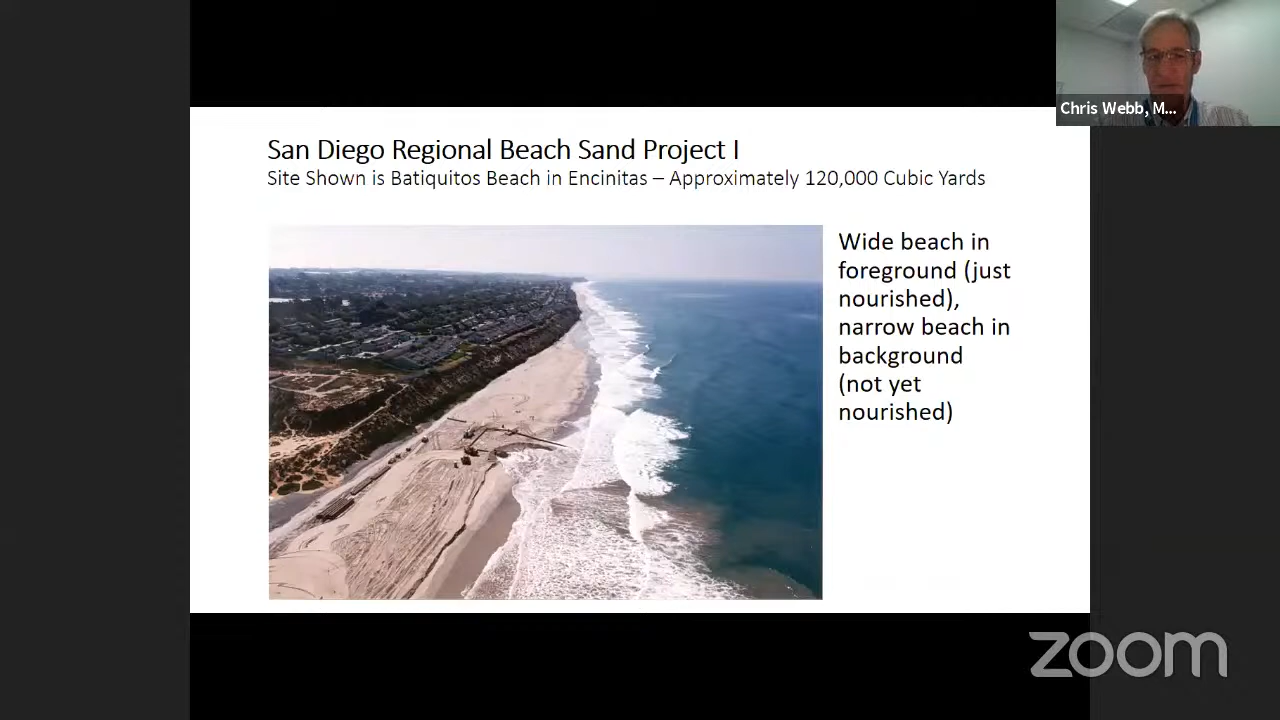 Chris Webb, M...
San Diego Regional Beach Sand Project I
Site Shown is Batiquitos Beach in Encinitas – Approximately 120,000 Cubic Yards
Wide beach in
foreground (just
nourished),
narrow beach in
background
(not yet
nourished)
zoom